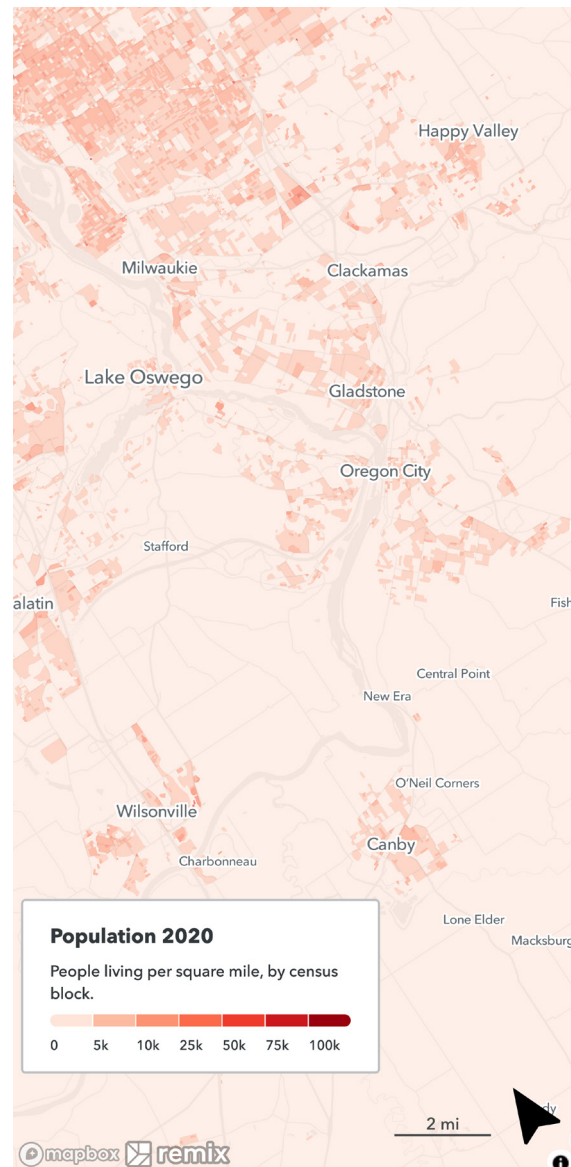 Happy Valley
Milwaukie
Clackamas
Lake Oswego
Gladstone
Oregon City
Stafford
alatin
Fish
Central Point
New Era
O'Neil Corners
Wilsonville
Canby
Charbonneau
Lone Elder
Macksburg
Population 2020
People living per square mile, by census
block.
0 5k 10k 25k 50k 75k 100k
2 mi
dy
mapbox remix
i